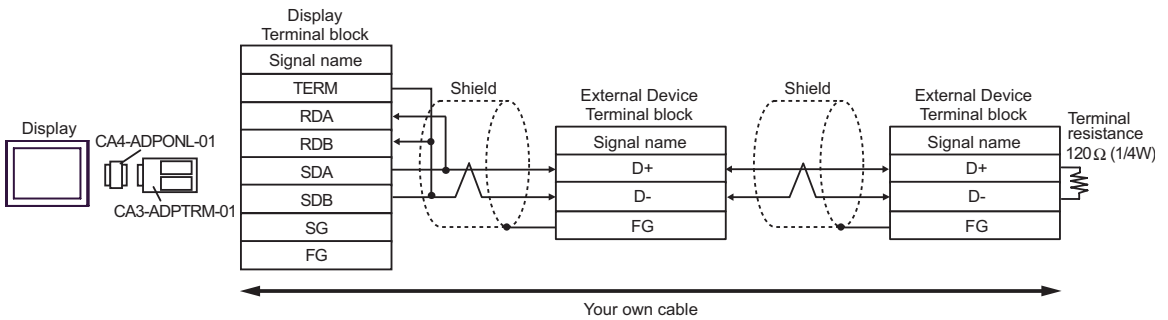 Display
CA4-ADPONL-01
CA3-ADPTRM-01
Display
Terminal block
Signal name
TERM
RDA
RDB
SDA
SDB
SG
FG
Shield
External Device
Terminal block
Signal name
D+
D-
FG
Shield
External Device
Terminal block
Signal name
D+
D-
FG
Terminal
resistance
120Ω (1/4W)
Your own cable